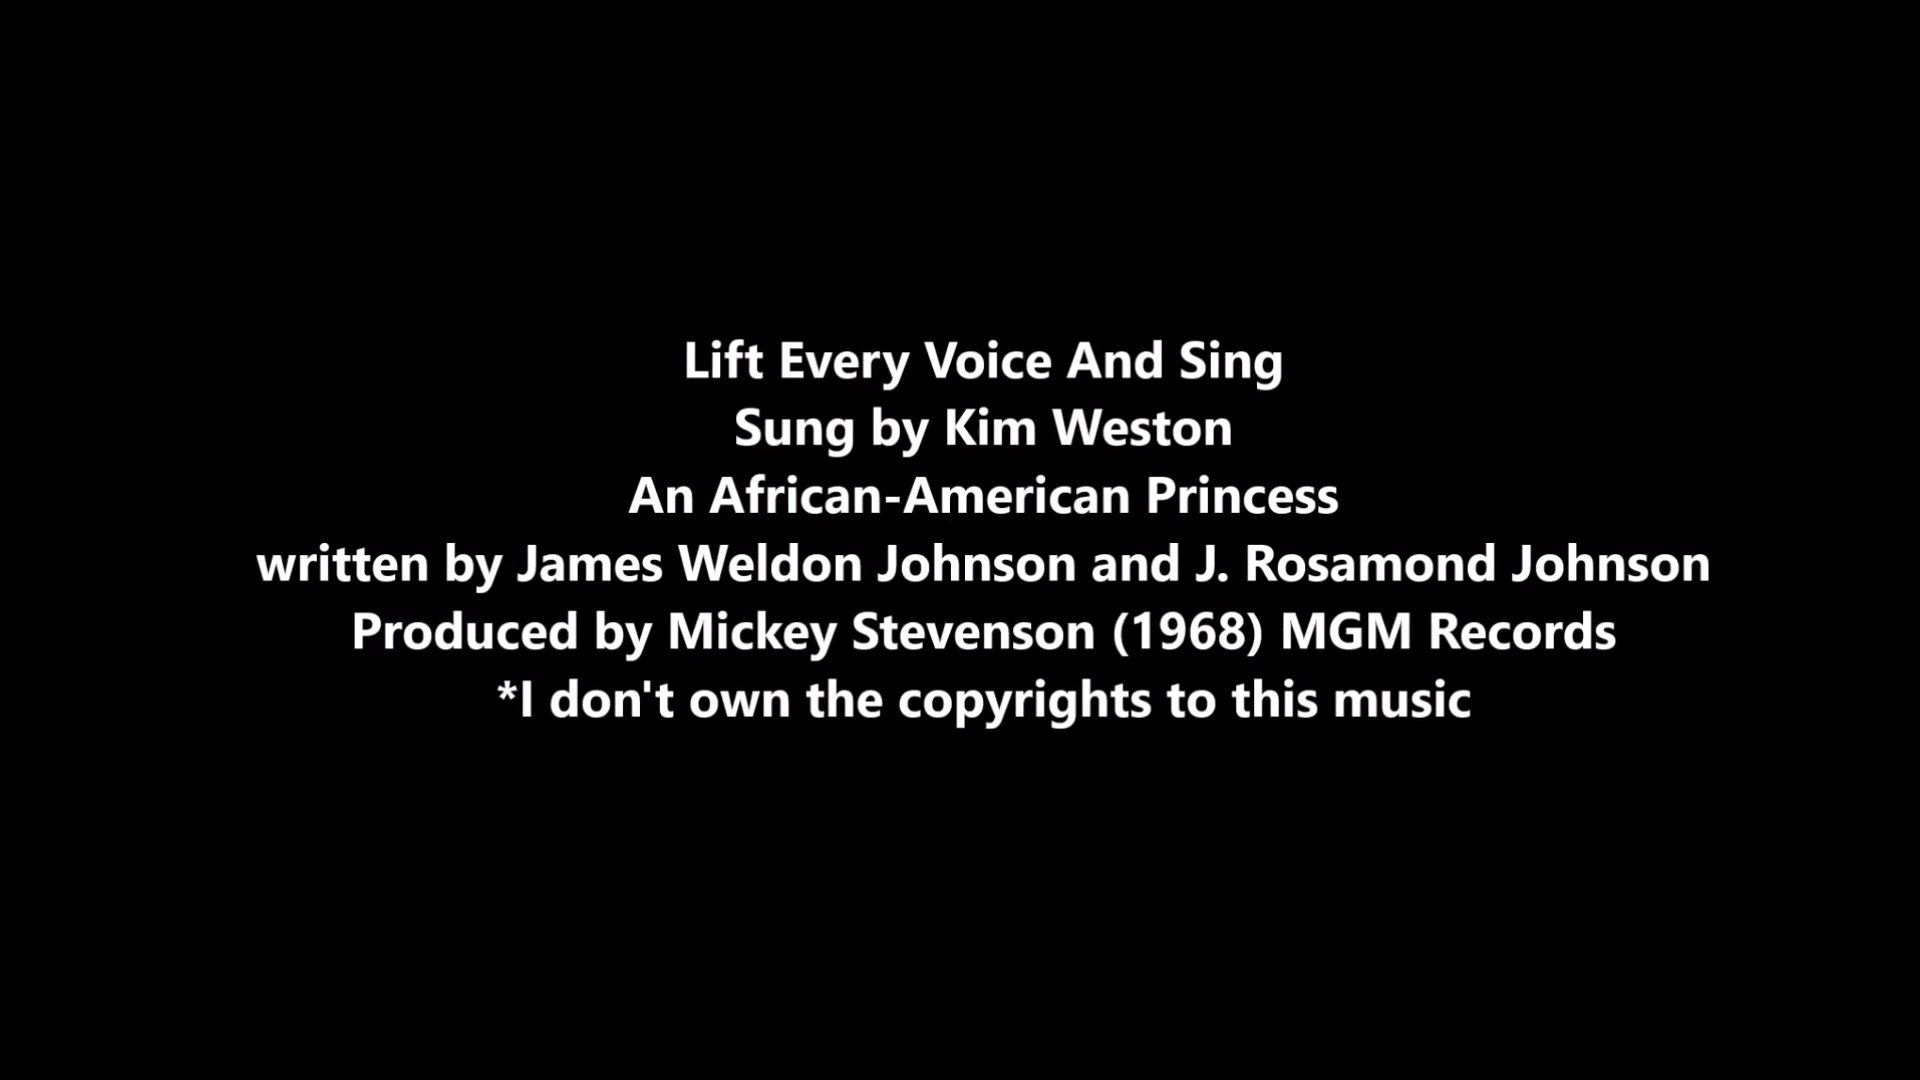 Lift Every Voice And Sing
Sung by Kim Weston
An African-American Princess
written by James Weldon Johnson and J. Rosamond Johnson
Produced by Mickey Stevenson (1968) MGM Records
*I don't own the copyrights to this music